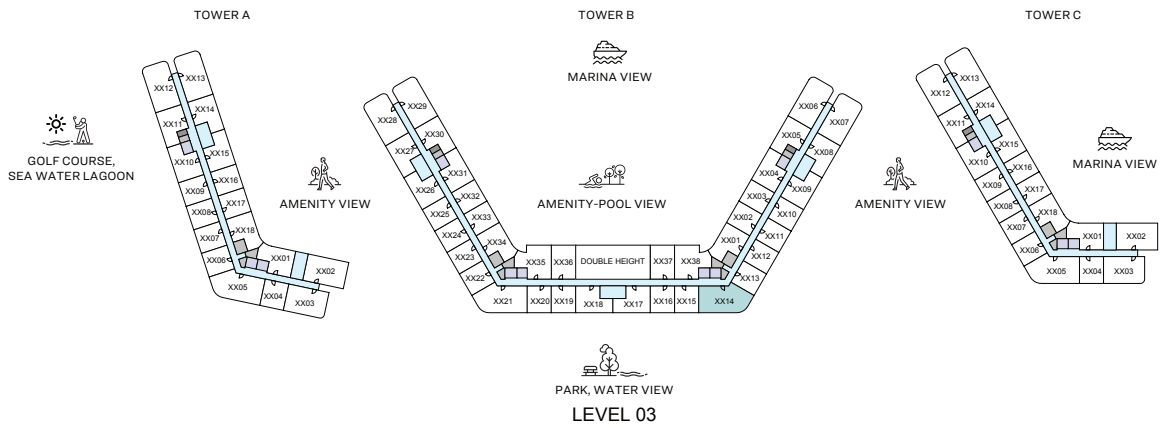 TOWER A
TOWER B
TOWER C
MARINA VIEW
GOLF COURSE,
SEA WATER LAGOON
AMENITY VIEW
AMENITY-POOL VIEW
AMENITY VIEW
MARINA VIEW
XX13
XX12
XX14
XX11
XX15
XX10
XX16
XX09
XX17
XX08
XX18
XX07
XX06
XX01
XX05
XX02
XX04
XX03
XX29
XX28
XX30
XX27
XX31
XX26
XX32
XX25
XX33
XX24
XX34
XX23
XX22
XX35
XX36
DOUBLE HEIGHT
XX37
XX38
XX21
XX20
XX19
XX18
XX17
XX16
XX15
XX14
XX06
XX07
XX05
XX08
XX04
XX09
XX03
XX10
XX02
XX11
XX01
XX12
XX13
XX13
XX12
XX14
XX11
XX15
XX10
XX16
XX09
XX17
XX08
XX18
XX07
XX06
XX01
XX02
XX05
XX04
XX03
PARK, WATER VIEW
LEVEL 03